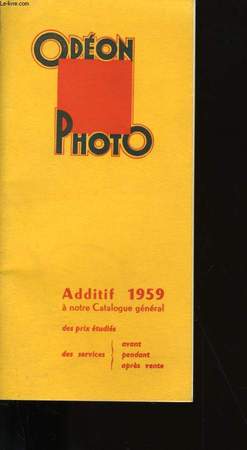 Le-Livre.com
ODÉON
PHOTO
Additif 1959
à notre Catalogue général
des prix étudiés
avant
des services pendant
après vente